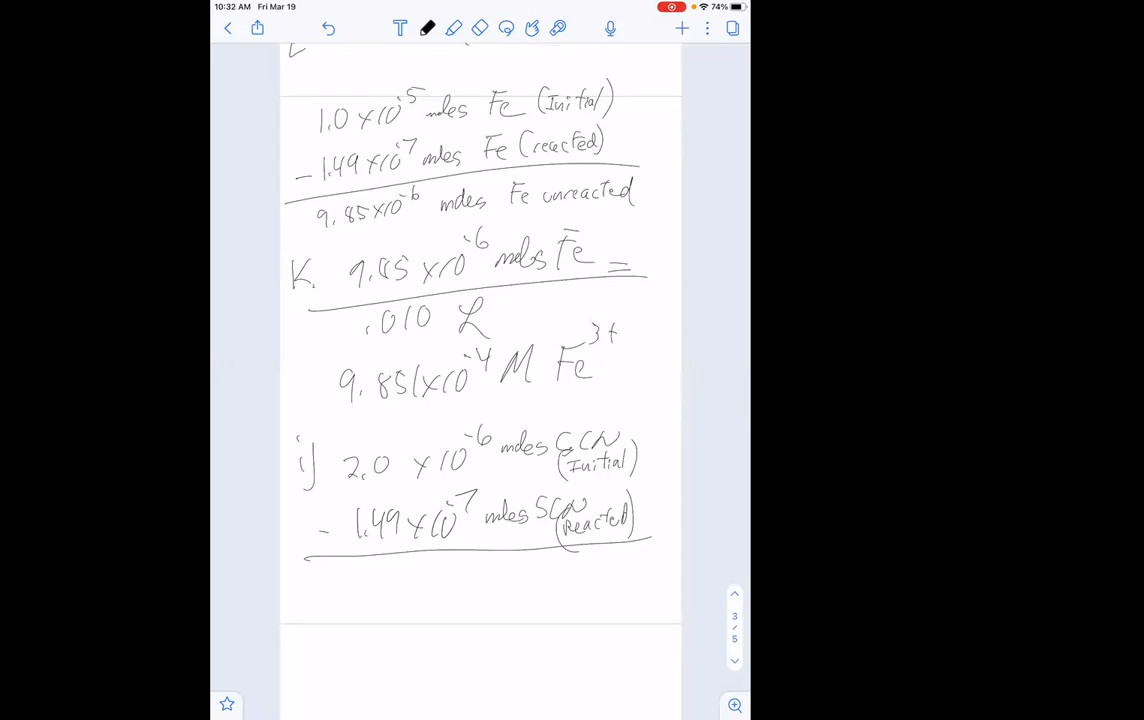 10:32 AM Fri Mar 19
74%
T
1.0 x 10^-5 moles Fe (Initial)
- 1.49 x 10^-7 moles Fe (reacted)
9.85 x 10^-6 moles Fe unreacted
K. 9.85 x 10^-6 moles Fe =
.010 L
9.851 x 10^-4 M Fe^3+
i) 2.0 x 10^-6 moles SCN (Initial)
- 1.49 x 10^-7 moles SCN (Reacted)
3
/
5